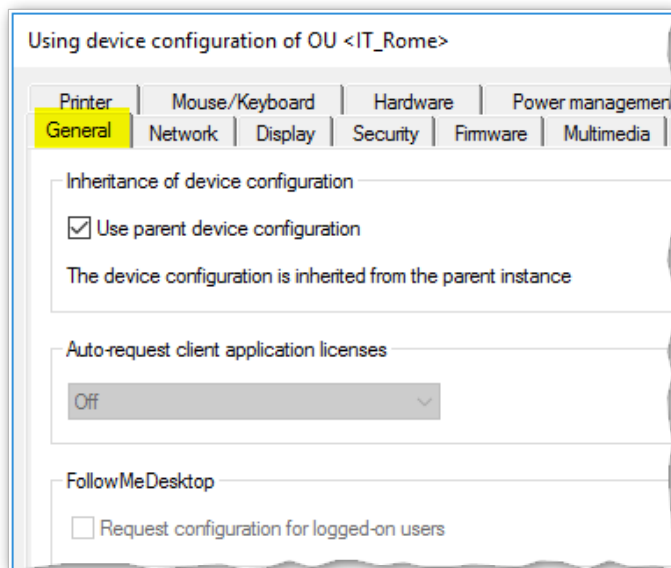 Using device configuration of OU <IT_Rome>
Printer Mouse/Keyboard Hardware Power management
General Network Display Security Firmware Multimedia
Inheritance of device configuration
Use parent device configuration
The device configuration is inherited from the parent instance
Auto-request client application licenses
Off
FollowMeDesktop
Request configuration for logged-on users